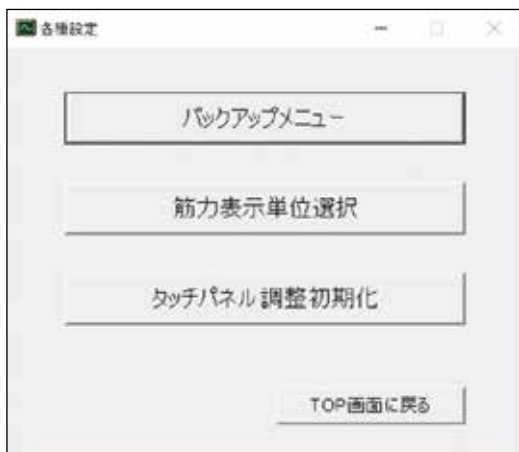 各種設定
バックアップメニュー
筋力表示単位選択
タッチパネル調整初期化
TOP画面に戻る